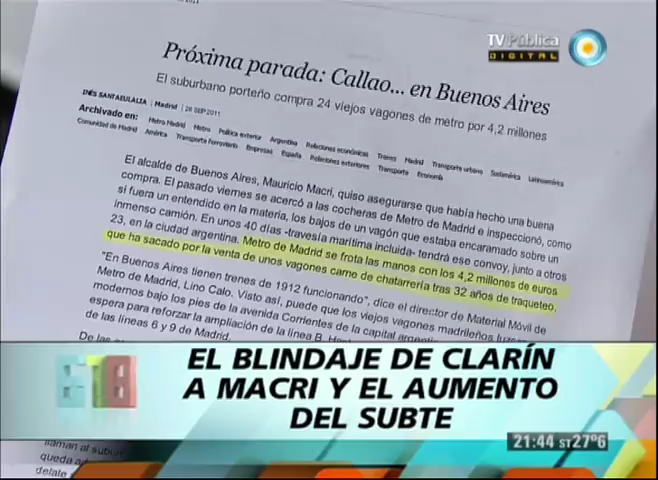 2011
TV Pública
DIGITAL
Próxima parada: Callao... en Buenos Aires
El suburbano porteño compra 24 viejos vagones de metro por 4,2 millones
INÉS SANTAEULALIA | Madrid | 26 SEP 2011
Archivado en: Metro Madrid Metro Política exterior Argentina Relaciones económicas Trenes Madrid Transporte urbano Sudamérica Latinoamérica
Comunidad de Madrid América Transporte ferroviario Empresas España Relaciones exteriores Transporte Economía
El alcalde de Buenos Aires, Mauricio Macri, quiso asegurarse que había hecho una buena
compra. El pasado viernes se acercó a las cocheras de Metro de Madrid e inspeccionó, como
si fuera un entendido en la materia, los bajos de un vagón que estaba encaramado sobre un
inmenso camión. En unos 40 días -travesía marítima incluida- tendrá ese convoy, junto a otros
23, en la ciudad argentina. Metro de Madrid se frota las manos con los 4,2 millones de euros
que ha sacado por la venta de unos vagones carne de chatarrería tras 32 años de traqueteo.
"En Buenos Aires tienen trenes de 1912 funcionando", dice el director de Material Móvil de
Metro de Madrid, Lino Calo. Visto así, puede que los viejos vagones madrileños
modernos bajo los pies de la avenida Corrientes de la capital
espera para reforzar la ampliación de la línea B.
de las líneas 6 y 9 de Madrid.
De las
EL BLINDAJE DE CLARÍN
A MACRI Y EL AUMENTO
DEL SUBTE
678
21:44 ST27º6
llaman al
queda